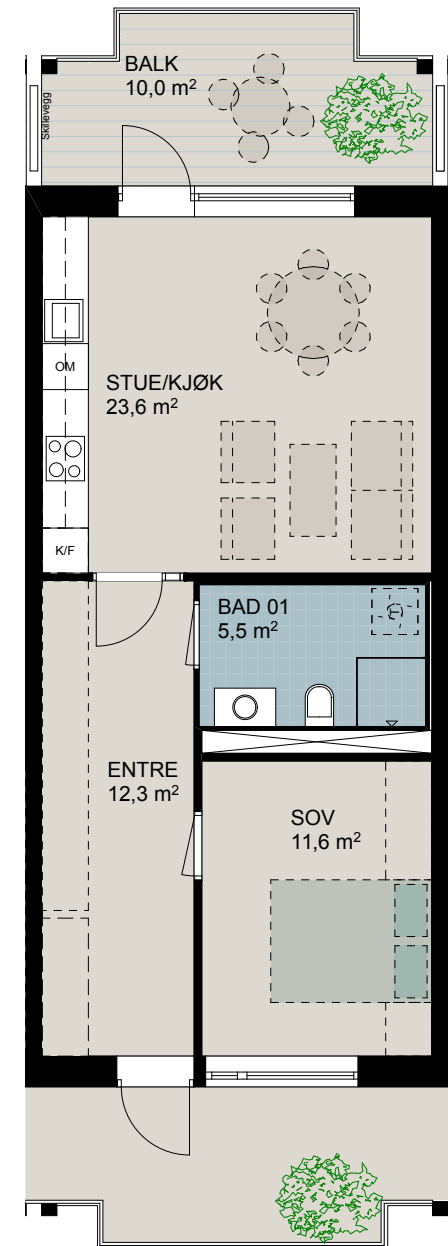 BALK
10,0 m²
Skillevegg
OM
STUE/KJØK
23,6 m²
K/F
BAD 01
5,5 m²
T
ENTRE
12,3 m²
SOV
11,6 m²